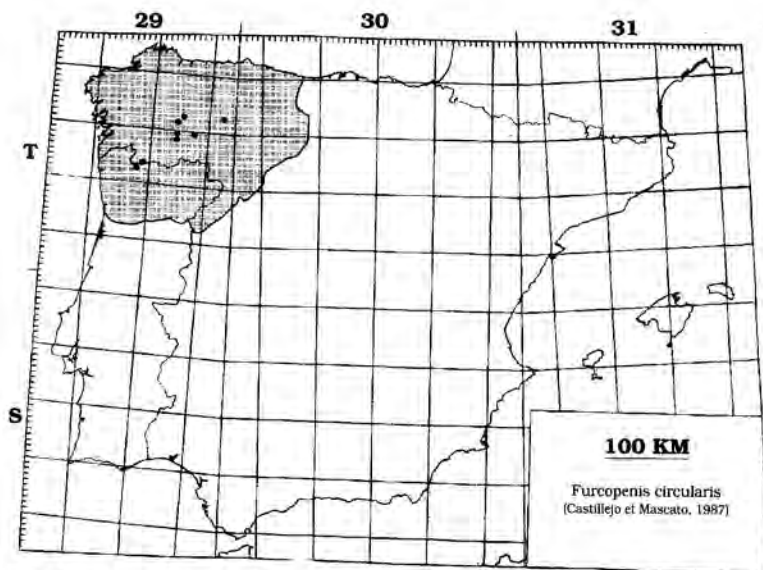 29 30 31
T
S
100 KM
Furcopenis circularis
(Castillejo et Mascato, 1987)